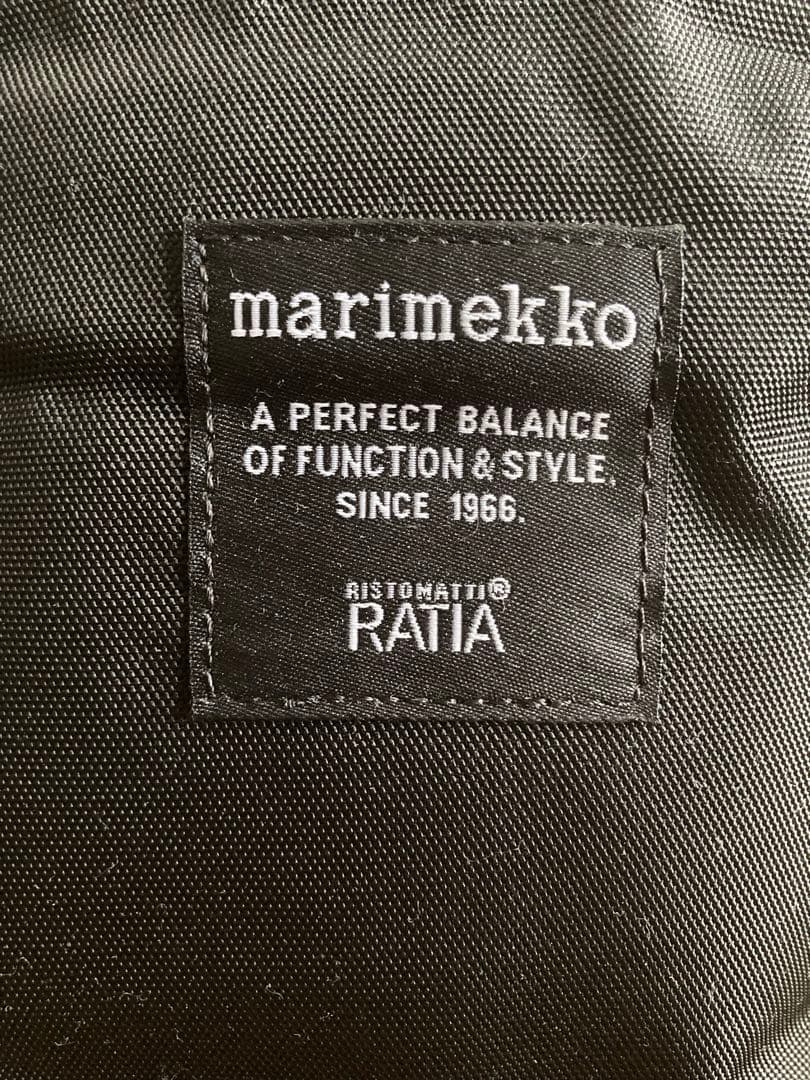 marimekko
A PERFECT BALANCE
OF FUNCTION & STYLE.
SINCE 1966.
RISTOMATTI®
RATIA